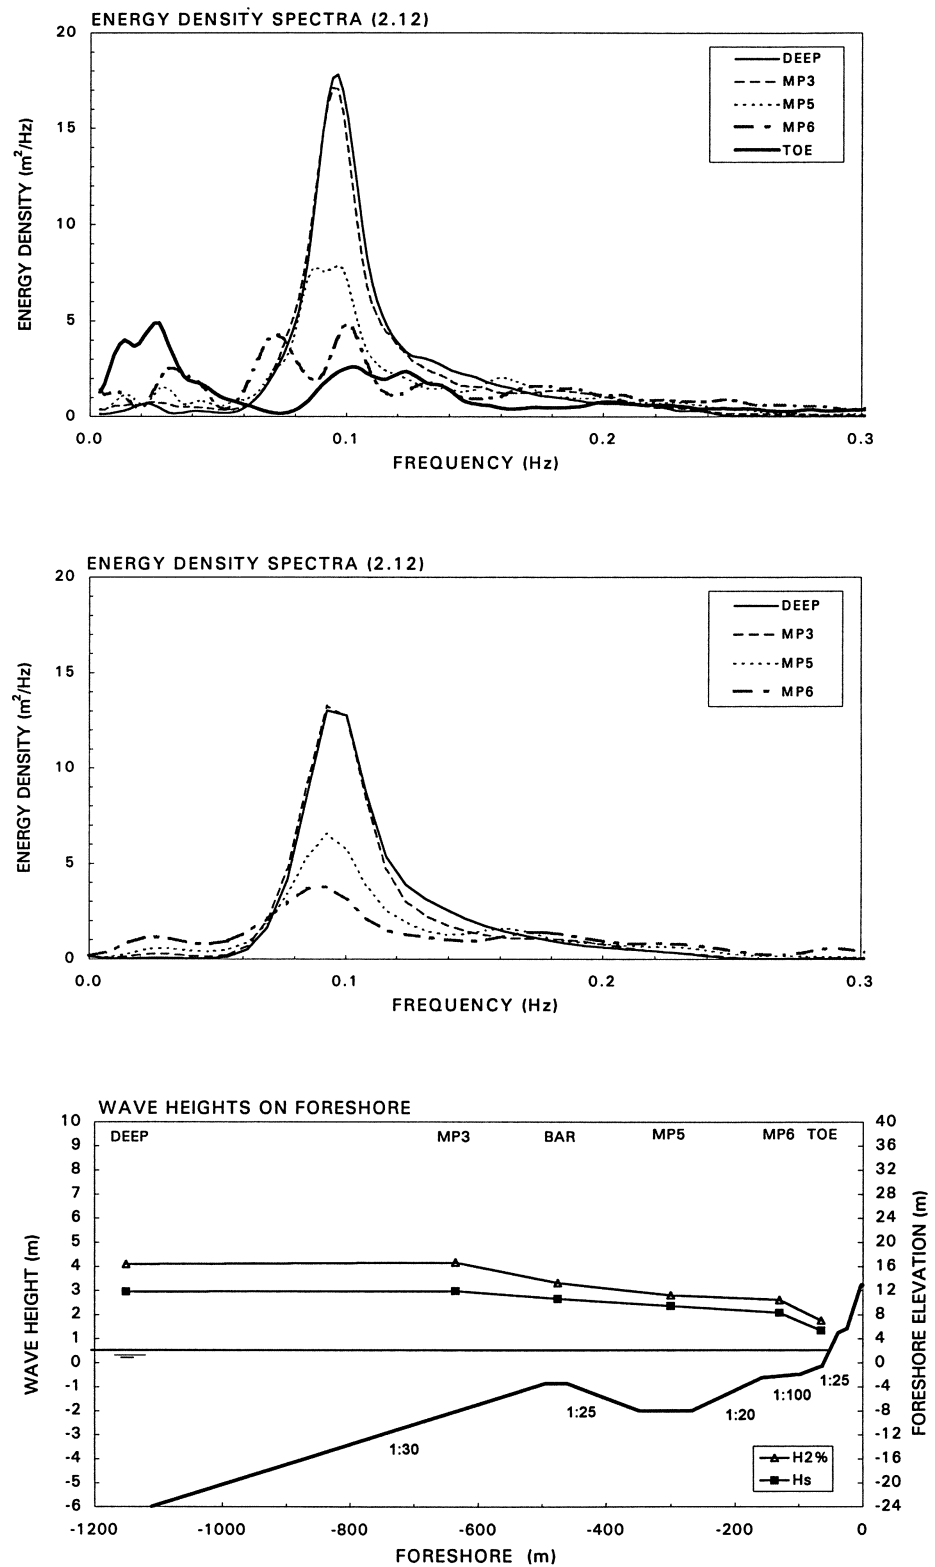 ENERGY DENSITY SPECTRA (2.12)
20
15
10
5
0
ENERGY DENSITY (m²/Hz)
DEEP
MP3
MP5
MP6
TOE
0.0 0.1 0.2 0.3
FREQUENCY (Hz)
ENERGY DENSITY SPECTRA (2.12)
20
15
10
5
0
ENERGY DENSITY (m²/Hz)
DEEP
MP3
MP5
MP6
0.0 0.1 0.2 0.3
FREQUENCY (Hz)
WAVE HEIGHTS ON FORESHORE
10
9
8
7
6
5
4
3
2
1
0
-1
-2
-3
-4
-5
-6
WAVE HEIGHT (m)
DEEP MP3 BAR MP5 MP6 TOE
1:30
1:25
1:20
1:100
1:25
H2%
Hs
40
36
32
28
24
20
16
12
8
4
0
-4
-8
-12
-16
-20
-24
FORESHORE ELEVATION (m)
-1200 -1000 -800 -600 -400 -200 0
FORESHORE (m)